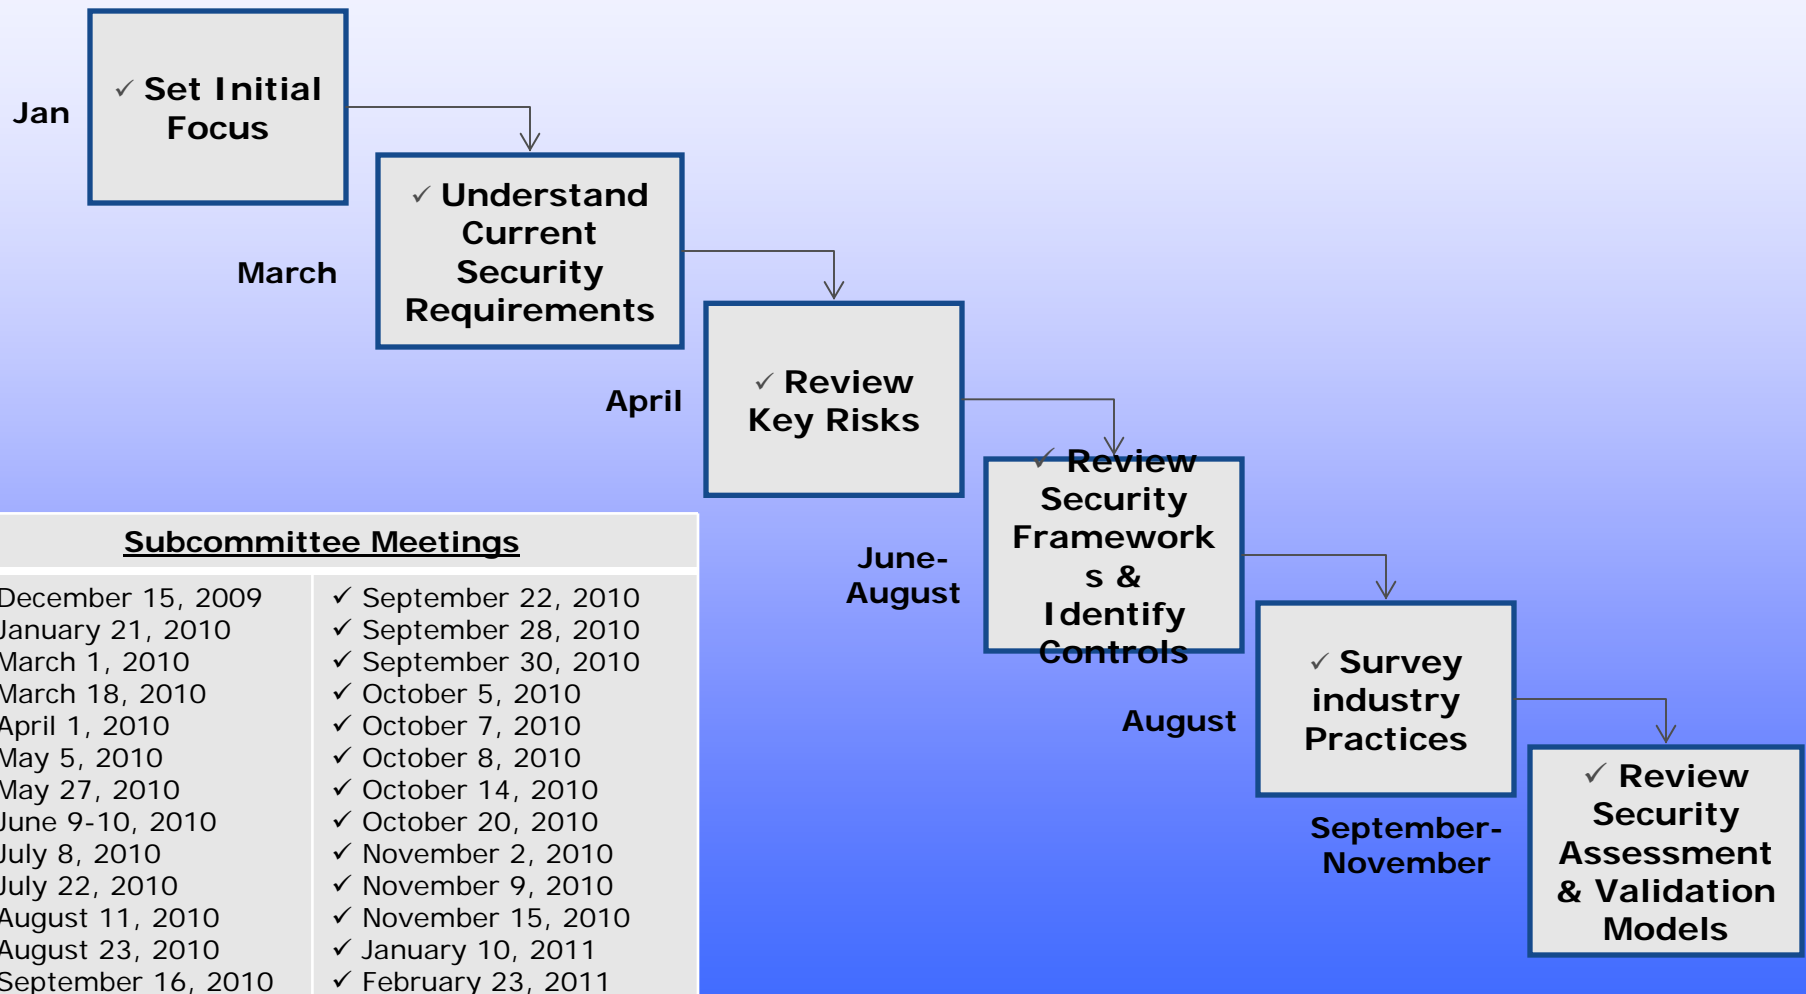 Jan
✓ Set Initial
Focus
March
✓ Understand
Current
Security
Requirements
April
✓ Review
Key Risks
June-
August
✓ Review
Security
Framework
s &
Identify
Controls
August
✓ Survey
industry
Practices
September-
November
✓ Review
Security
Assessment
& Validation
Models
Subcommittee Meetings
December 15, 2009
January 21, 2010
March 1, 2010
March 18, 2010
April 1, 2010
May 5, 2010
May 27, 2010
June 9-10, 2010
July 8, 2010
July 22, 2010
August 11, 2010
August 23, 2010
September 16, 2010
✓ September 22, 2010
✓ September 28, 2010
✓ September 30, 2010
✓ October 5, 2010
✓ October 7, 2010
✓ October 8, 2010
✓ October 14, 2010
✓ October 20, 2010
✓ November 2, 2010
✓ November 9, 2010
✓ November 15, 2010
✓ January 10, 2011
✓ February 23, 2011